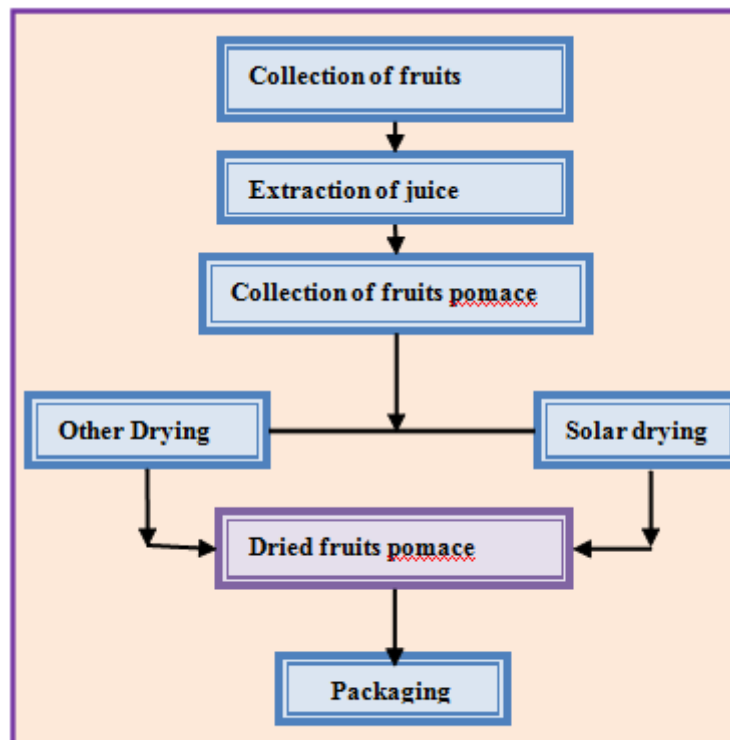 Collection of fruits
Extraction of juice
Collection of fruits pomace
Other Drying
Solar drying
Dried fruits pomace
Packaging